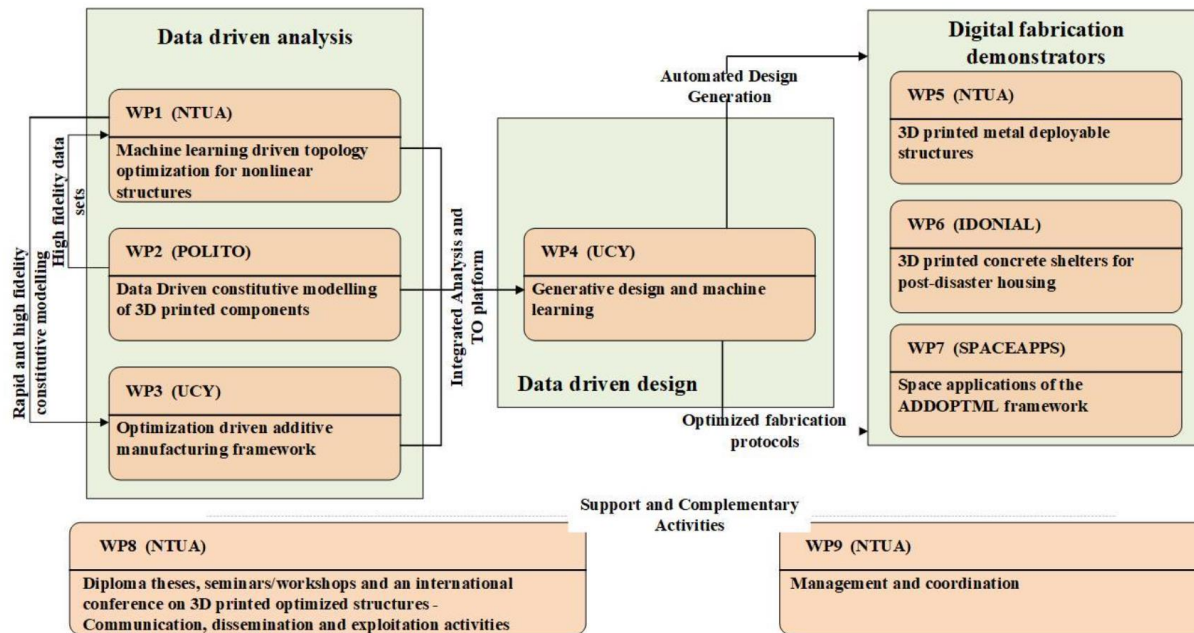 Data driven analysis
WP1 (NTUA)
Machine learning driven topology
optimization for nonlinear
structures
WP2 (POLITO)
Data Driven constitutive modelling
of 3D printed components
WP3 (UCY)
Optimization driven additive
manufacturing framework
Rapid and high fidelity
constitutive modelling
High fidelity data
sets
Integrated Analysis and
TO platform
WP4 (UCY)
Generative design and machine
learning
Data driven design
Automated Design
Generation
Optimized fabrication
protocols
Digital fabrication
demonstrators
WP5 (NTUA)
3D printed metal deployable
structures
WP6 (IDONIAL)
3D printed concrete shelters for
post-disaster housing
WP7 (SPACEAPPS)
Space applications of the
ADDOPTML framework
Support and Complementary
Activities
WP8 (NTUA)
Diploma theses, seminars/workshops and an international
conference on 3D printed optimized structures -
Communication, dissemination and exploitation activities
WP9 (NTUA)
Management and coordination